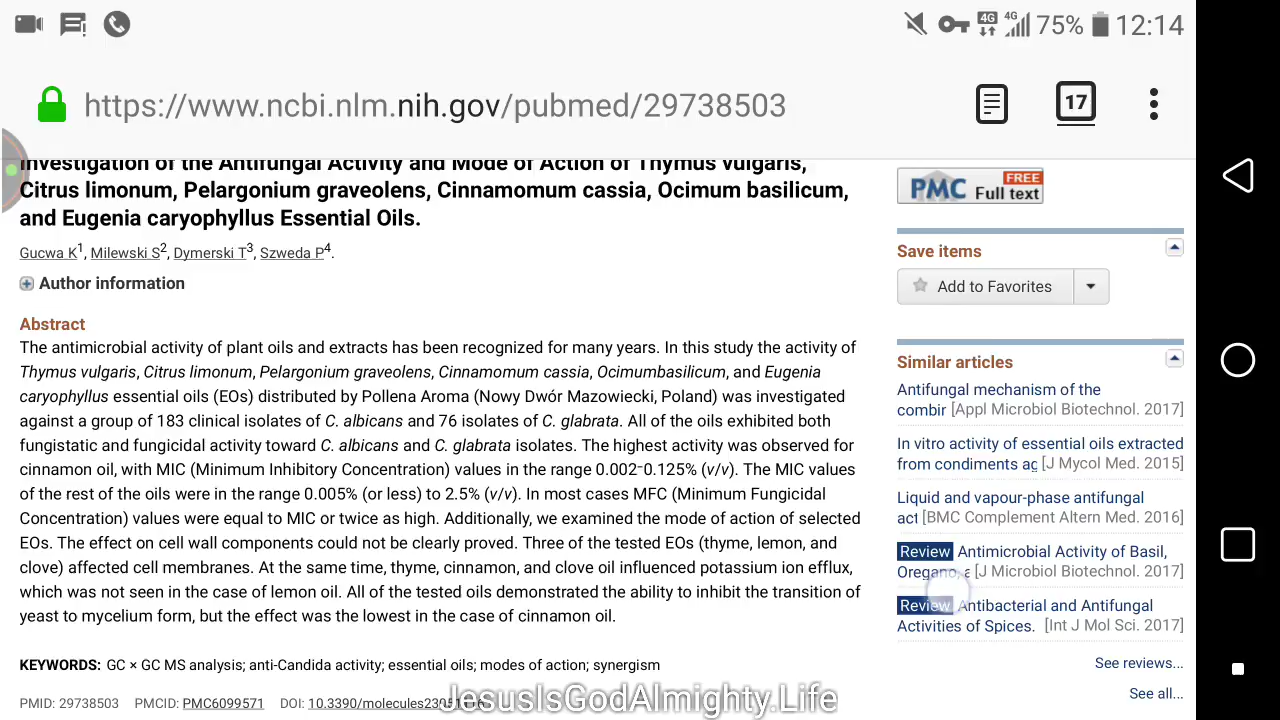 75% 12:14
https://www.ncbi.nlm.nih.gov/pubmed/29738503
17
Investigation of the Antifungal Activity and Mode of Action of Thymus vulgaris,
Citrus limonum, Pelargonium graveolens, Cinnamomum cassia, Ocimum basilicum,
and Eugenia caryophyllus Essential Oils.
Gucwa K1, Milewski S2, Dymerski T3, Szweda P4.
Author information
Abstract
The antimicrobial activity of plant oils and extracts has been recognized for many years. In this study the activity of
Thymus vulgaris, Citrus limonum, Pelargonium graveolens, Cinnamomum cassia, Ocimumbasilicum, and Eugenia
caryophyllus essential oils (EOs) distributed by Pollena Aroma (Nowy Dwór Mazowiecki, Poland) was investigated
against a group of 183 clinical isolates of C. albicans and 76 isolates of C. glabrata. All of the oils exhibited both
fungistatic and fungicidal activity toward C. albicans and C. glabrata isolates. The highest activity was observed for
cinnamon oil, with MIC (Minimum Inhibitory Concentration) values in the range 0.002-0.125% (v/v). The MIC values
of the rest of the oils were in the range 0.005% (or less) to 2.5% (v/v). In most cases MFC (Minimum Fungicidal
Concentration) values were equal to MIC or twice as high. Additionally, we examined the mode of action of selected
EOs. The effect on cell wall components could not be clearly proved. Three of the tested EOs (thyme, lemon, and
clove) affected cell membranes. At the same time, thyme, cinnamon, and clove oil influenced potassium ion efflux,
which was not seen in the case of lemon oil. All of the tested oils demonstrated the ability to inhibit the transition of
yeast to mycelium form, but the effect was the lowest in the case of cinnamon oil.
KEYWORDS: GC × GC MS analysis; anti-Candida activity; essential oils; modes of action; synergism
PMID: 29738503 PMCID: PMC6099571 DOI: 10.3390/molecules2305
PMC FREE Full text
Save items
Add to Favorites
Similar articles
Antifungal mechanism of the
combir [Appl Microbiol Biotechnol. 2017]
In vitro activity of essential oils extracted
from condiments ag [J Mycol Med. 2015]
Liquid and vapour-phase antifungal
act [BMC Complement Altern Med. 2016]
Review Antimicrobial Activity of Basil,
Oregano, [J Microbiol Biotechnol. 2017]
Review Antibacterial and Antifungal
Activities of Spices. [Int J Mol Sci. 2017]
See reviews...
See all...
JesusIsGodAlmighty.Life